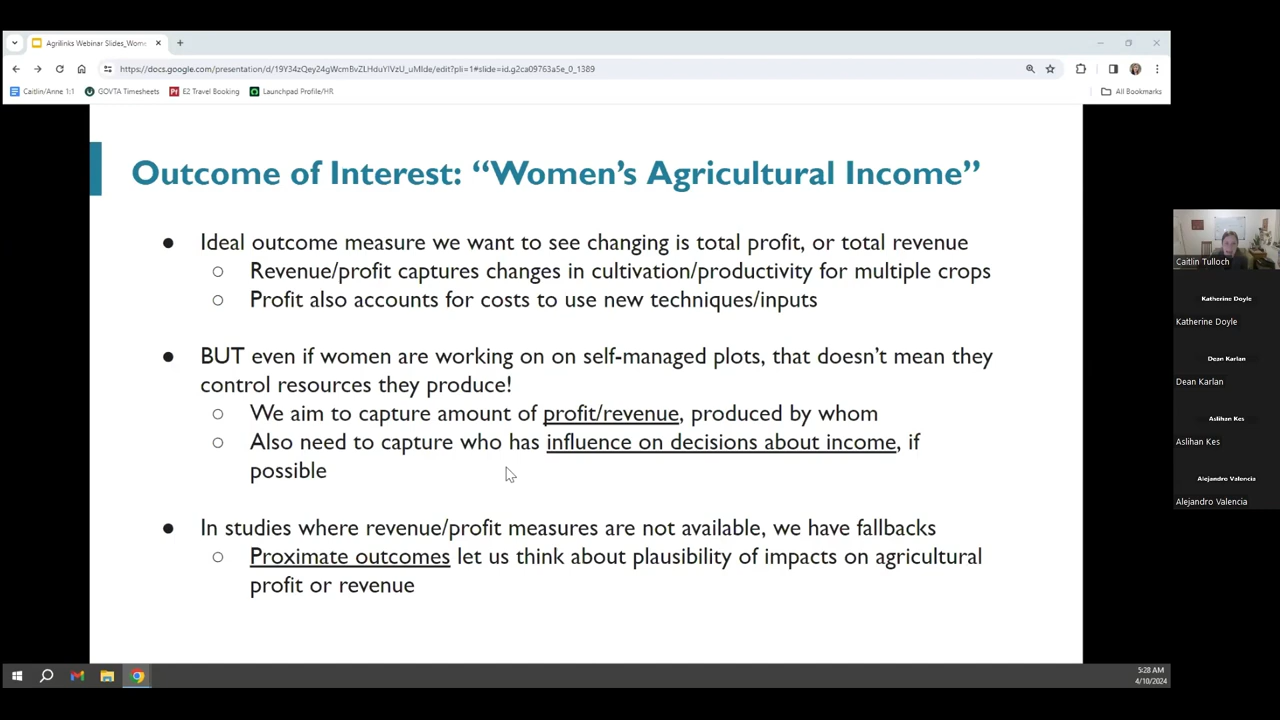 Agrilinks Webinar Slides_Wome
https://docs.google.com/presentation/d/19Y34zQey24gWcmBvZLHduYlVzU_uMlde/edit?pli=1#slide=id.g2ca09763a5e_0_1389
Caitlin/Anne 1:1
GOVTA Timesheets
E2 Travel Booking
Launchpad Profile/HR
All Bookmarks
Outcome of Interest: “Women’s Agricultural Income”
● Ideal outcome measure we want to see changing is total profit, or total revenue
○ Revenue/profit captures changes in cultivation/productivity for multiple crops
○ Profit also accounts for costs to use new techniques/inputs
● BUT even if women are working on on self-managed plots, that doesn’t mean they
control resources they produce!
○ We aim to capture amount of profit/revenue, produced by whom
○ Also need to capture who has influence on decisions about income, if
possible
● In studies where revenue/profit measures are not available, we have fallbacks
○ Proximate outcomes let us think about plausibility of impacts on agricultural
profit or revenue
Caitlin Tulloch
Katherine Doyle
Katherine Doyle
Dean Karlan
Dean Karlan
Aslihan Kes
Aslihan Kes
Alejandro Valencia
Alejandro Valencia
5:28 AM
4/10/2024